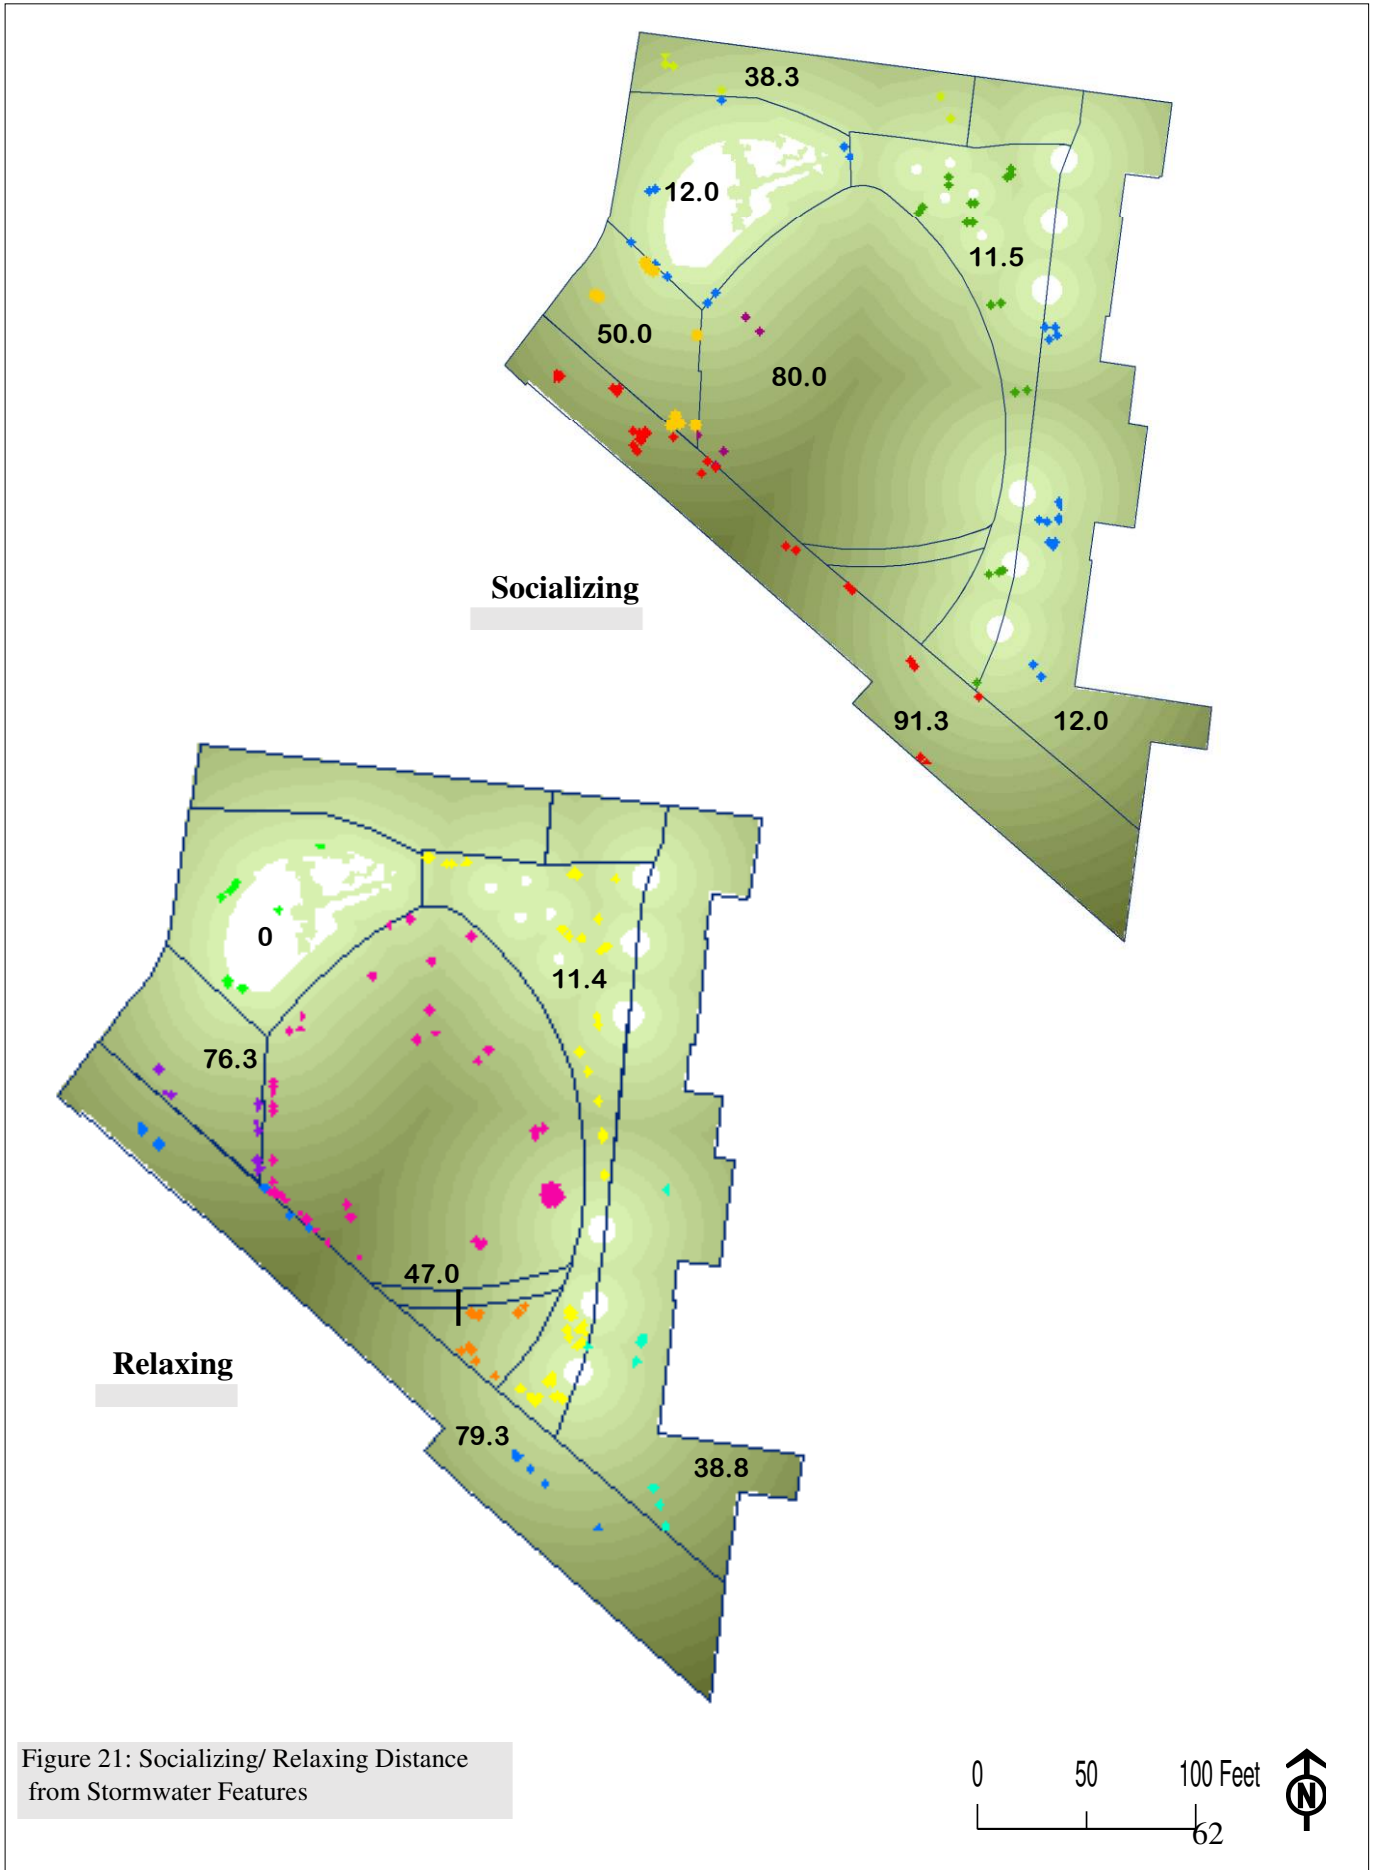 38.3
12.0
11.5
50.0
80.0
Socializing
91.3
12.0
0
11.4
76.3
47.0
Relaxing
79.3
38.8
Figure 21: Socializing/ Relaxing Distance
from Stormwater Features
0 50 100 Feet
N
62